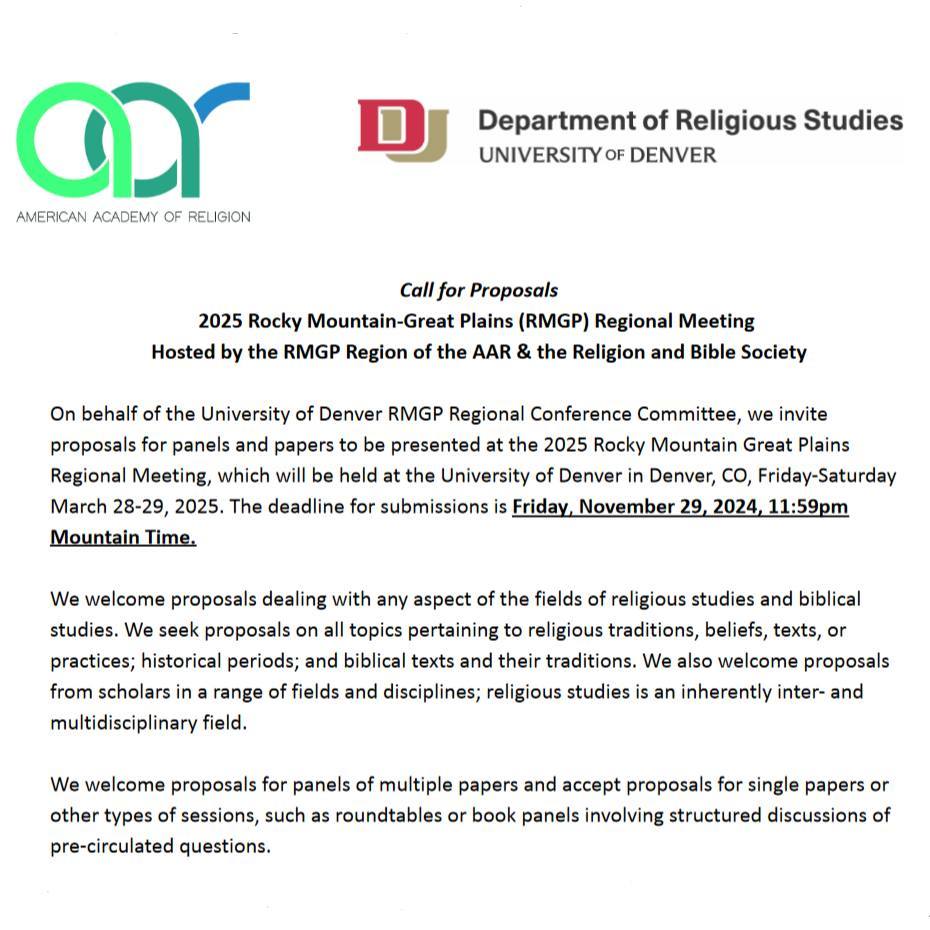 aar
AMERICAN ACADEMY OF RELIGION
DU
Department of Religious Studies
UNIVERSITY OF DENVER
Call for Proposals
2025 Rocky Mountain-Great Plains (RMGP) Regional Meeting
Hosted by the RMGP Region of the AAR & the Religion and Bible Society
On behalf of the University of Denver RMGP Regional Conference Committee, we invite
proposals for panels and papers to be presented at the 2025 Rocky Mountain Great Plains
Regional Meeting, which will be held at the University of Denver in Denver, CO, Friday-Saturday
March 28-29, 2025. The deadline for submissions is Friday, November 29, 2024, 11:59pm
Mountain Time.
We welcome proposals dealing with any aspect of the fields of religious studies and biblical
studies. We seek proposals on all topics pertaining to religious traditions, beliefs, texts, or
practices; historical periods; and biblical texts and their traditions. We also welcome proposals
from scholars in a range of fields and disciplines; religious studies is an inherently inter- and
multidisciplinary field.
We welcome proposals for panels of multiple papers and accept proposals for single papers or
other types of sessions, such as roundtables or book panels involving structured discussions of
pre-circulated questions.